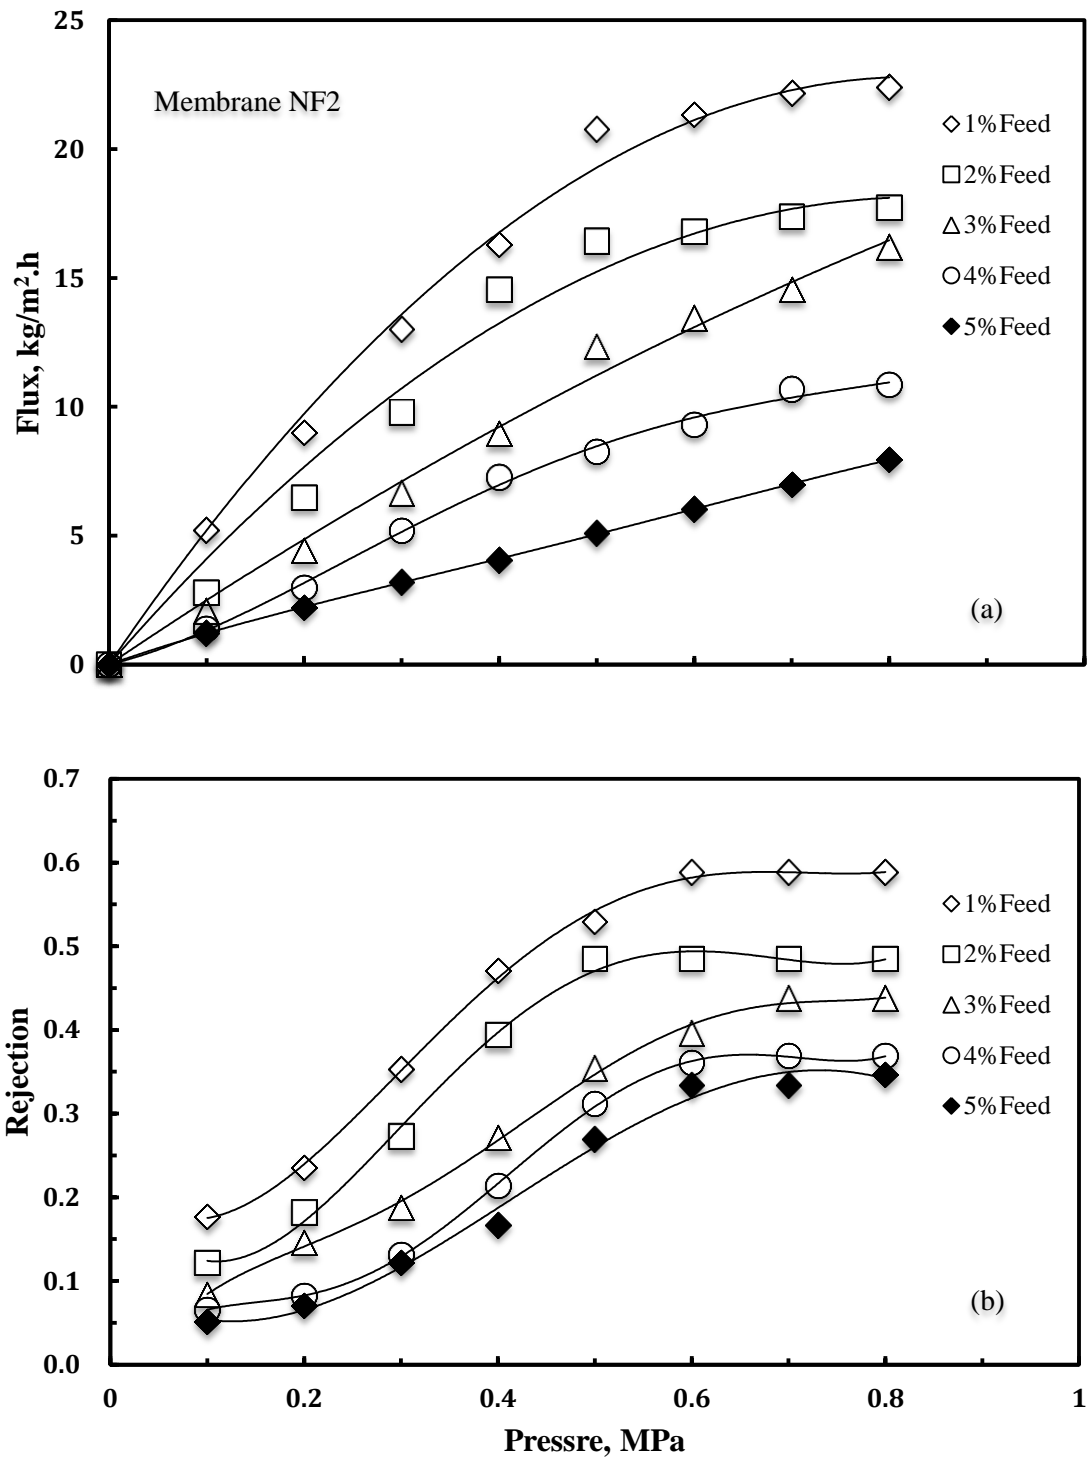 25
20
15
10
5
0
Flux, kg/m².h
Membrane NF2
1%Feed
2%Feed
3%Feed
4%Feed
5%Feed
(a)
0.7
0.6
0.5
0.4
0.3
0.2
0.1
0.0
Rejection
1%Feed
2%Feed
3%Feed
4%Feed
5%Feed
(b)
0 0.2 0.4 0.6 0.8 1
Pressre, MPa